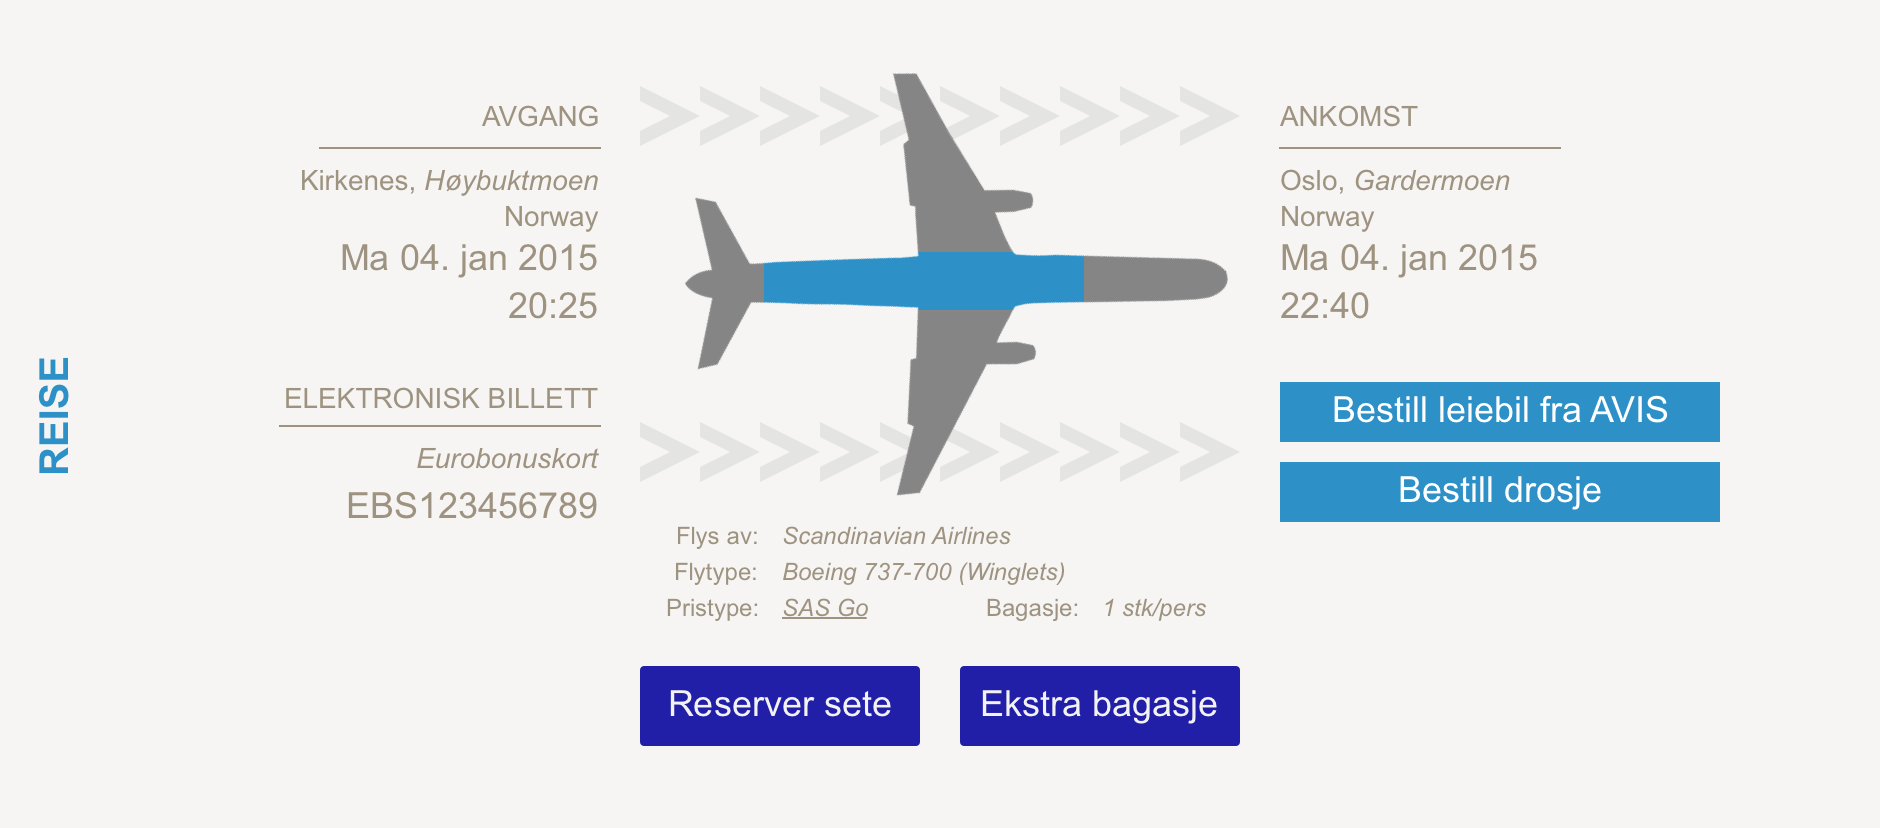 REISE
AVGANG
Kirkenes, Høybuktmoen
Norway
Ma 04. jan 2015
20:25
ELEKTRONISK BILLETT
Eurobonuskort
EBS123456789
Flys av: Scandinavian Airlines
Flytype: Boeing 737-700 (Winglets)
Pristype: SAS Go Bagasje: 1 stk/pers
Reserver sete
Ekstra bagasje
ANKOMST
Oslo, Gardermoen
Norway
Ma 04. jan 2015
22:40
Bestill leiebil fra AVIS
Bestill drosje